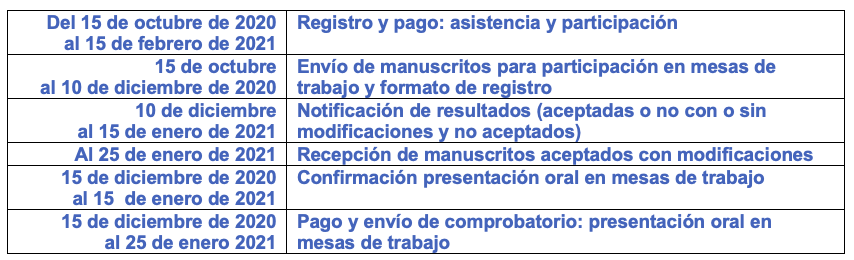 Del 15 de octubre de 2020
al 15 de febrero de 2021
Registro y pago: asistencia y participación
15 de octubre
al 10 de diciembre de 2020
Envío de manuscritos para participación en mesas de
trabajo y formato de registro
10 de diciembre
al 15 de enero de 2021
Notificación de resultados (aceptadas o no con o sin
modificaciones y no aceptados)
Al 25 de enero de 2021
Recepción de manuscritos aceptados con modificaciones
15 de diciembre de 2020
al 15  de enero de 2021
Confirmación presentación oral en mesas de trabajo
15 de diciembre de 2020
al 25 de enero 2021
Pago y envío de comprobatorio: presentación oral en
mesas de trabajo